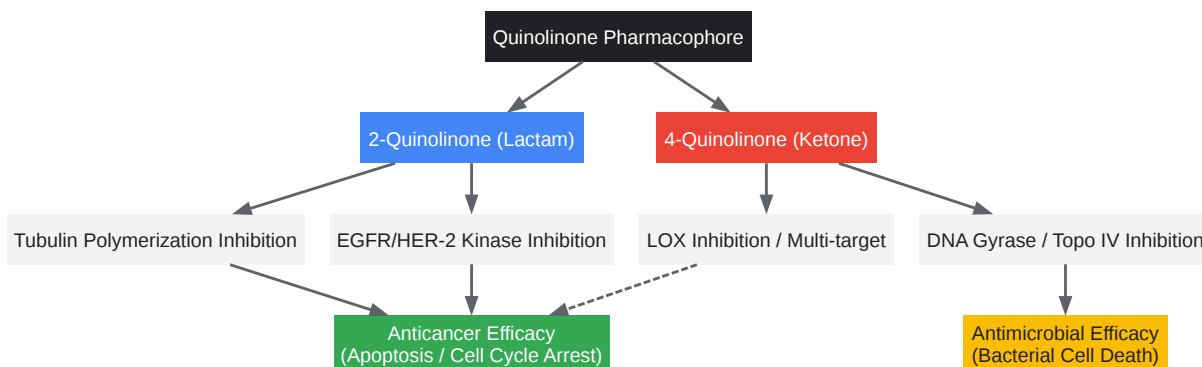 Quinolinone Pharmacophore
2-Quinolinone (Lactam)
4-Quinolinone (Ketone)
Tubulin Polymerization Inhibition
EGFR/HER-2 Kinase Inhibition
LOX Inhibition / Multi-target
DNA Gyrase / Topo IV Inhibition
Anticancer Efficacy
(Apoptosis / Cell Cycle Arrest)
Antimicrobial Efficacy
(Bacterial Cell Death)